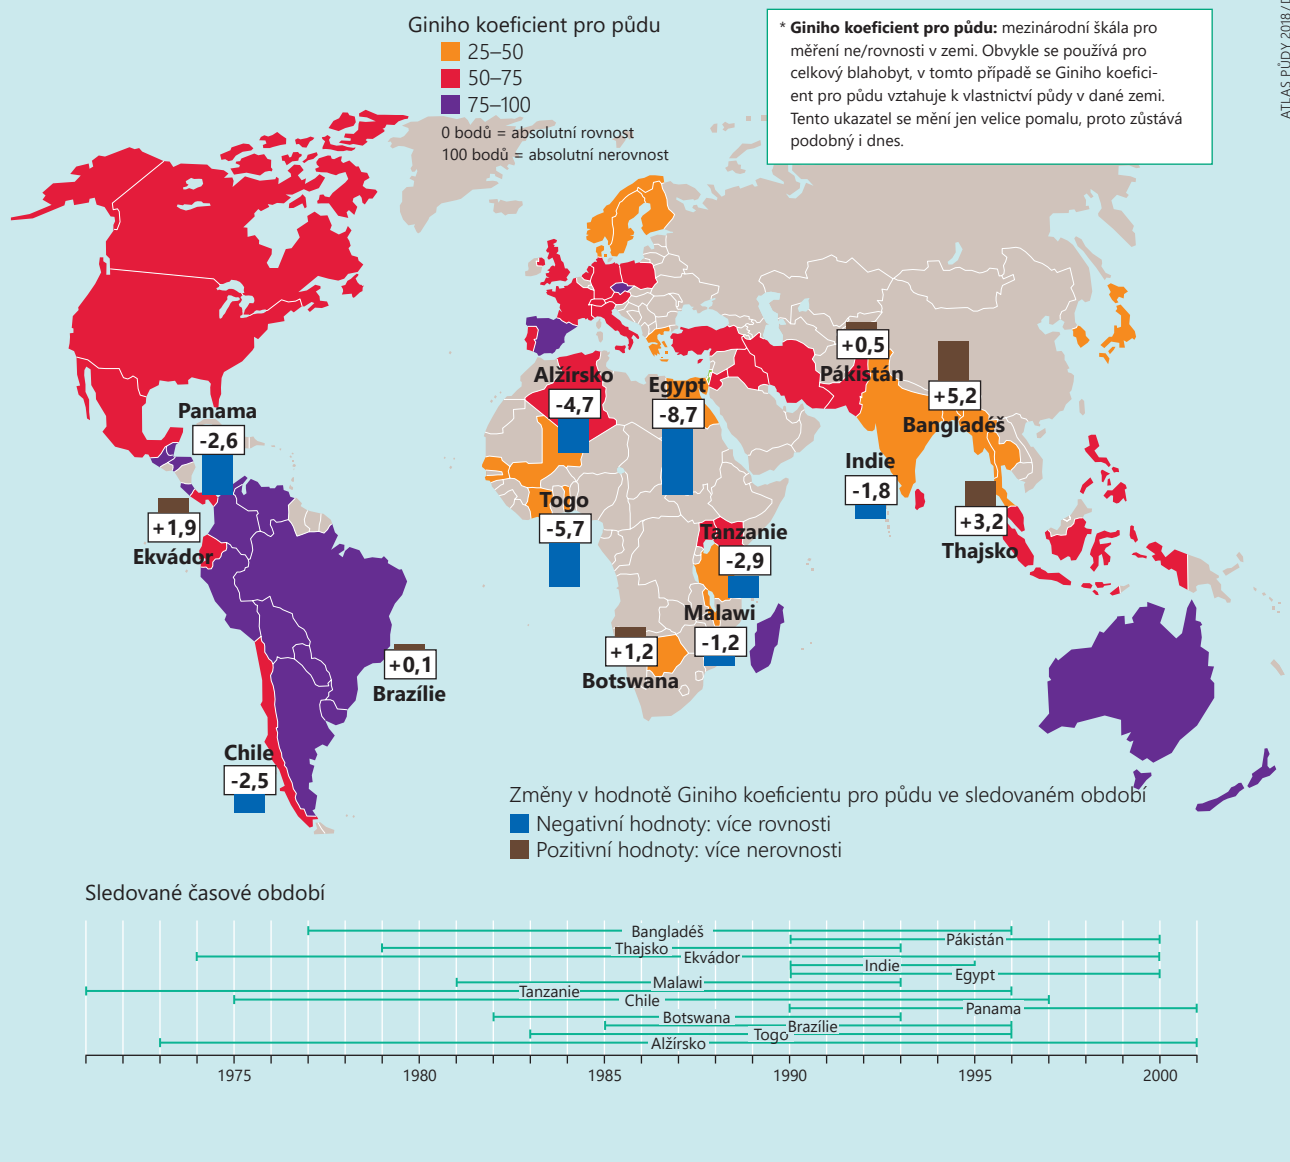 Giniho koeficient pro půdu
25–50
50–75
75–100
0 bodů = absolutní rovnost
100 bodů = absolutní nerovnost
* Giniho koeficient pro půdu: mezinárodní škála pro
měření ne/rovnosti v zemi. Obvykle se používá pro
celkový blahobyt, v tomto případě se Giniho koefici-
ent pro půdu vztahuje k vlastnictví půdy v dané zemi.
Tento ukazatel se mění jen velice pomalu, proto zůstává
podobný i dnes.
ATLAS PŮDY 2018 /
+0,5
Pákistán
+5,2
Bangladéš
Alžírsko
-4,7
Egypt
-8,7
Panama
-2,6
Indie
-1,8
+1,9
Ekvádor
Togo
-5,7
+3,2
Thajsko
Tanzanie
-2,9
Malawi
-1,2
+1,2
Botswana
+0,1
Brazílie
Chile
-2,5
Změny v hodnotě Giniho koeficientu pro půdu ve sledovaném období
Negativní hodnoty: více rovnosti
Pozitivní hodnoty: více nerovnosti
Sledované časové období
Bangladéš
Pákistán
Thajsko
Ekvádor
Indie
Egypt
Malawi
Tanzanie
Chile
Panama
Botswana
Brazílie
Togo
Alžírsko
1975 1980 1985 1990 1995 2000